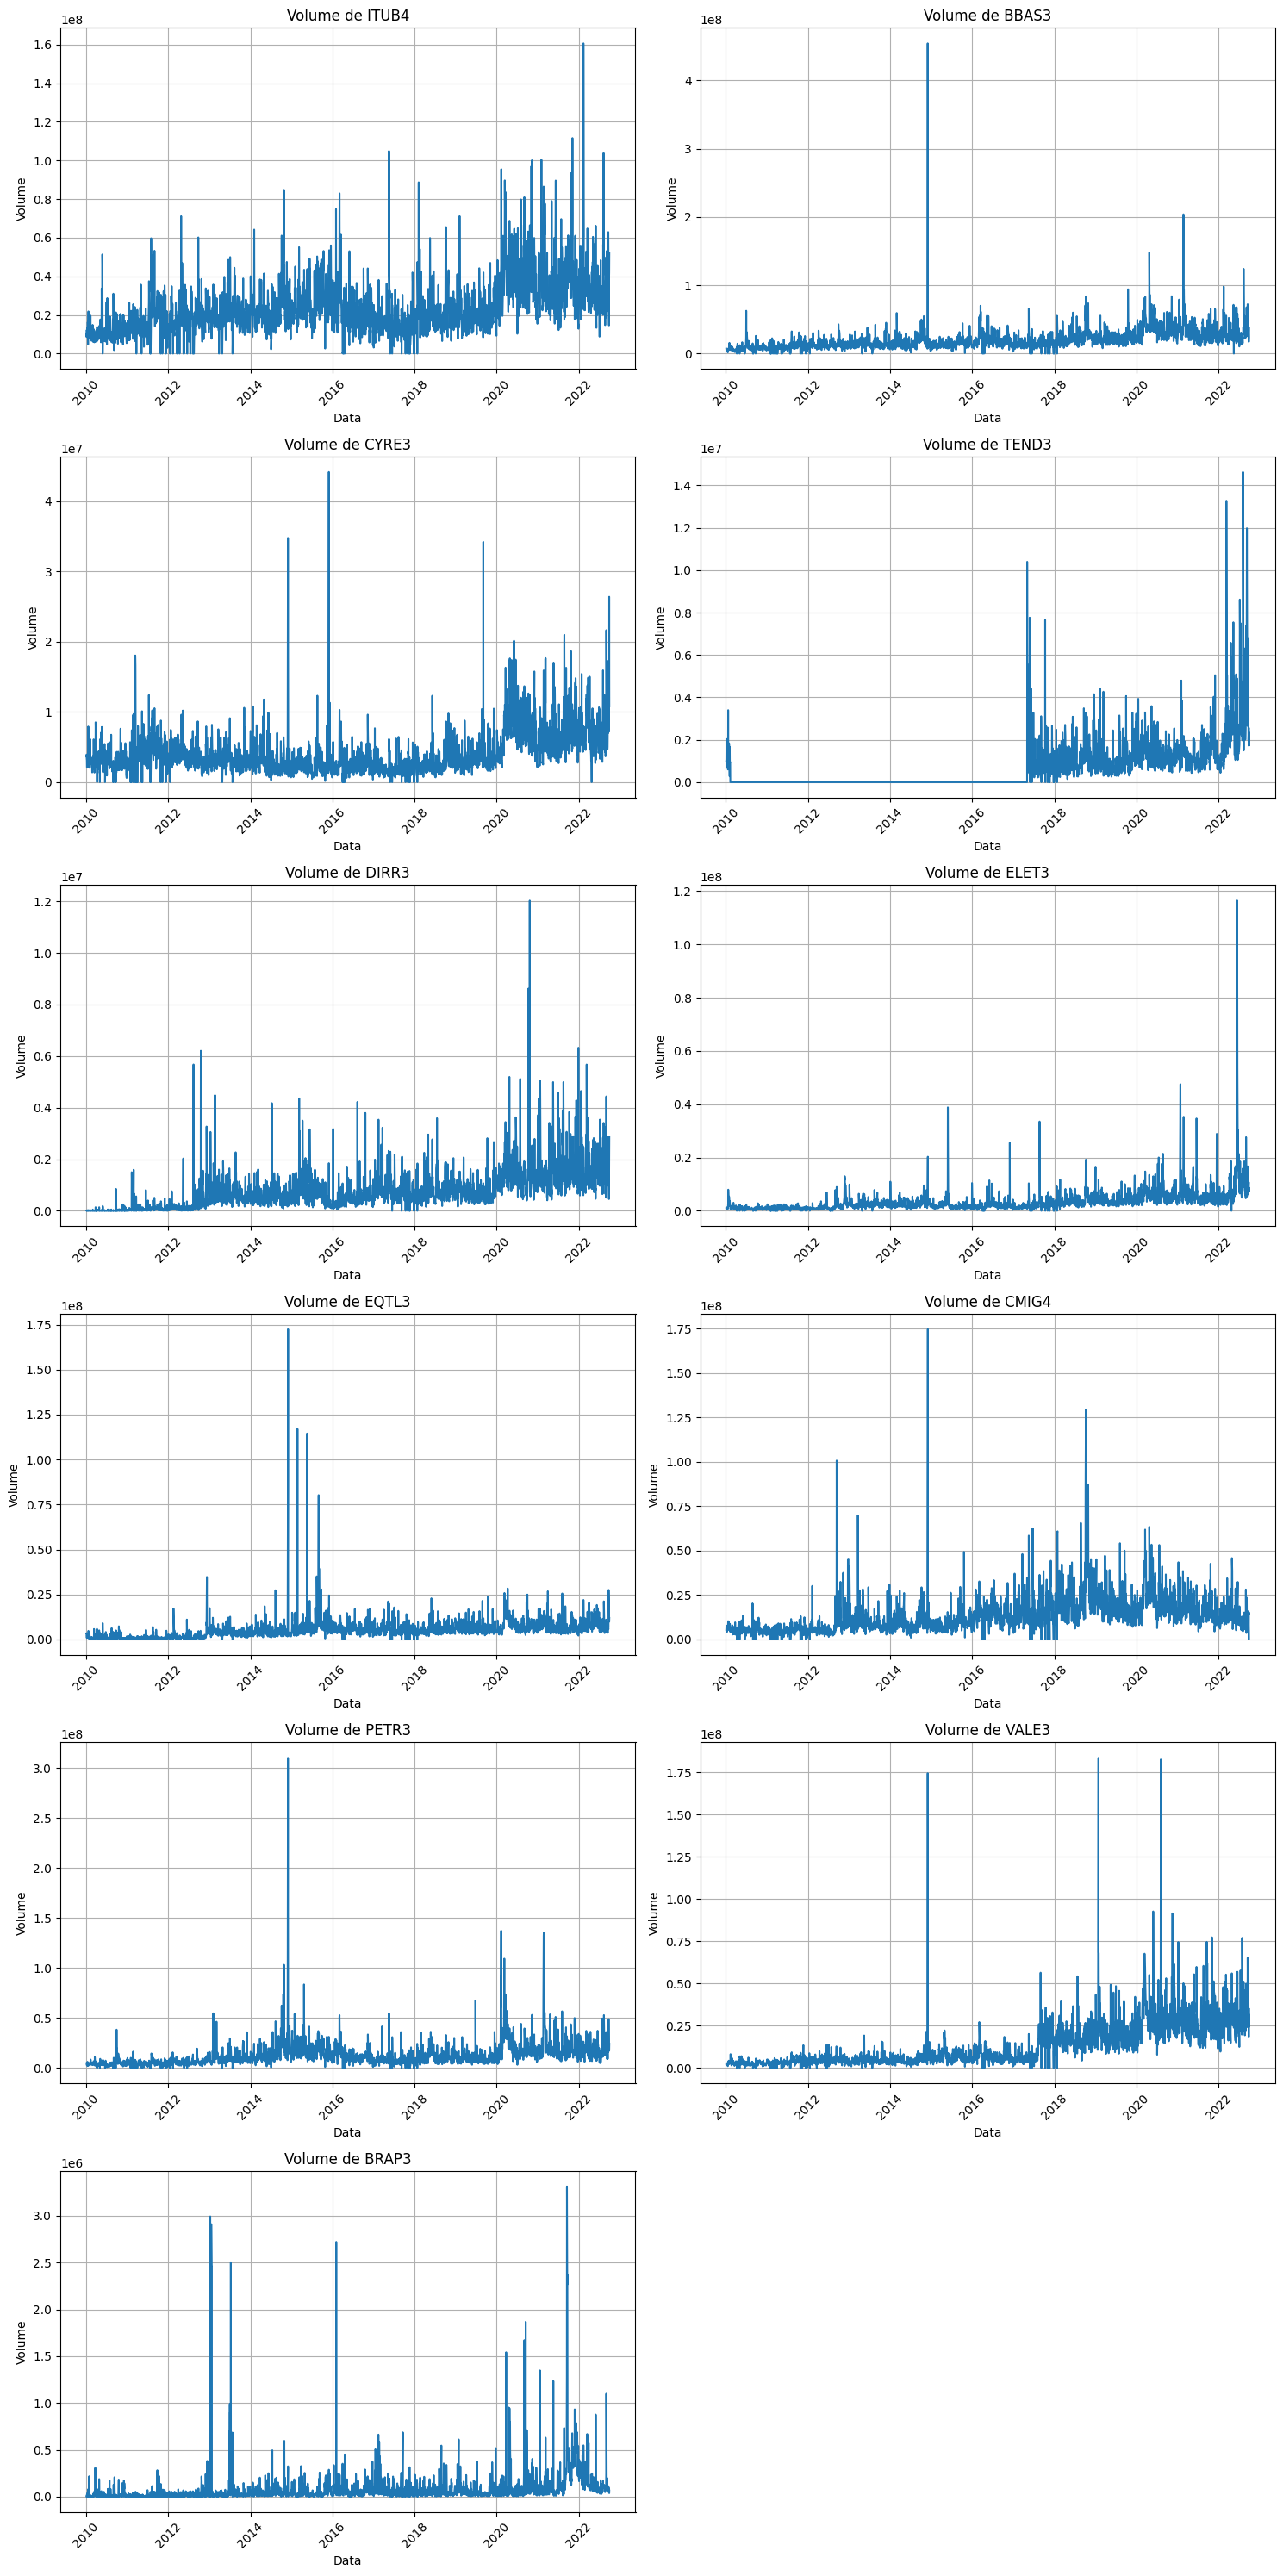 Volume de ITUB4
1e8
Volume
1.6
1.4
1.2
1.0
0.8
0.6
0.4
0.2
0.0
2010 2012 2014 2016 2018 2020 2022
Data
Volume de BBAS3
1e8
Volume
4
3
2
1
0
2010 2012 2014 2016 2018 2020 2022
Data
Volume de CYRE3
1e7
Volume
4
3
2
1
0
2010 2012 2014 2016 2018 2020 2022
Data
Volume de TEND3
1e7
Volume
1.4
1.2
1.0
0.8
0.6
0.4
0.2
0.0
2010 2012 2014 2016 2018 2020 2022
Data
Volume de DIRR3
1e7
Volume
1.2
1.0
0.8
0.6
0.4
0.2
0.0
2010 2012 2014 2016 2018 2020 2022
Data
Volume de ELET3
1e8
Volume
1.2
1.0
0.8
0.6
0.4
0.2
0.0
2010 2012 2014 2016 2018 2020 2022
Data
Volume de EQTL3
1e8
Volume
1.75
1.50
1.25
1.00
0.75
0.50
0.25
0.00
2010 2012 2014 2016 2018 2020 2022
Data
Volume de CMIG4
1e8
Volume
1.75
1.50
1.25
1.00
0.75
0.50
0.25
0.00
2010 2012 2014 2016 2018 2020 2022
Data
Volume de PETR3
1e8
Volume
3.0
2.5
2.0
1.5
1.0
0.5
0.0
2010 2012 2014 2016 2018 2020 2022
Data
Volume de VALE3
1e8
Volume
1.75
1.50
1.25
1.00
0.75
0.50
0.25
0.00
2010 2012 2014 2016 2018 2020 2022
Data
Volume de BRAP3
1e6
Volume
3.0
2.5
2.0
1.5
1.0
0.5
0.0
2010 2012 2014 2016 2018 2020 2022
Data